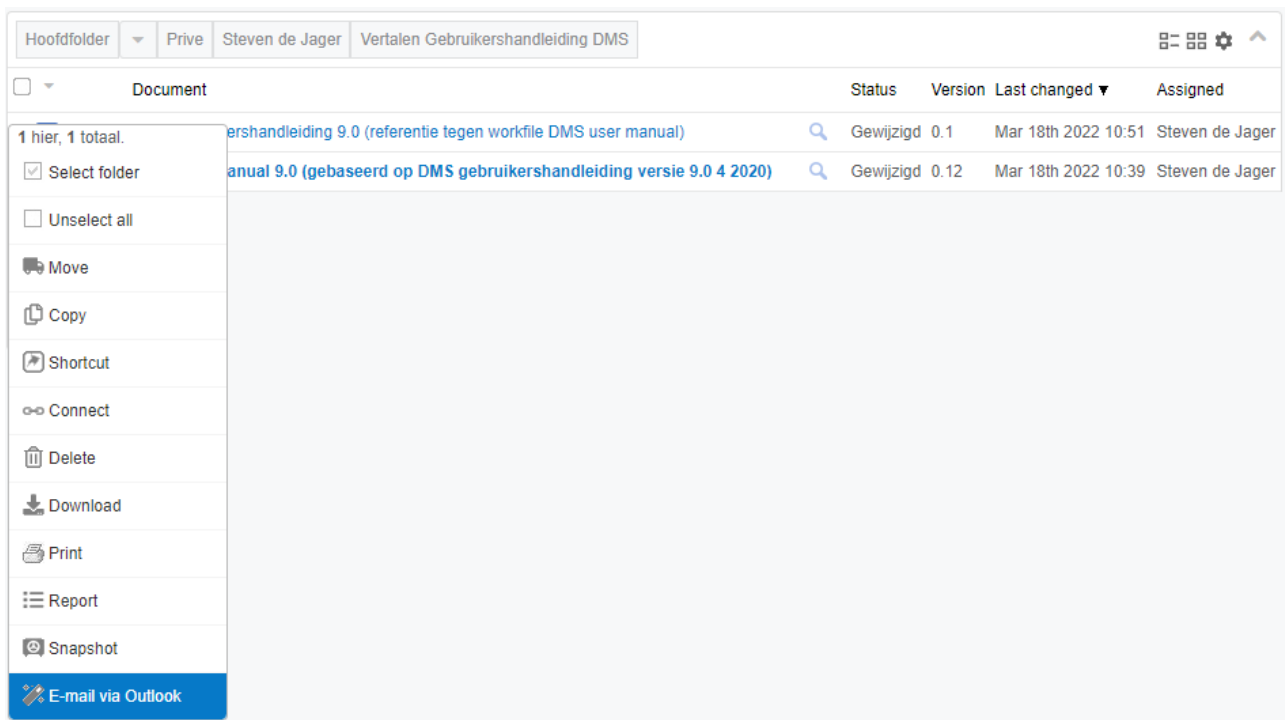 Hoofdfolder Prive Steven de Jager Vertalen Gebruikershandleiding DMS
Document Status Version Last changed ▼ Assigned
ershandleiding 9.0 (referentie tegen workfile DMS user manual) Gewijzigd 0.1 Mar 18th 2022 10:51 Steven de Jager
anual 9.0 (gebaseerd op DMS gebruikershandleiding versie 9.0 4 2020) Gewijzigd 0.12 Mar 18th 2022 10:39 Steven de Jager
1 hier, 1 totaal.
Select folder
Unselect all
Move
Copy
Shortcut
Connect
Delete
Download
Print
Report
Snapshot
E-mail via Outlook